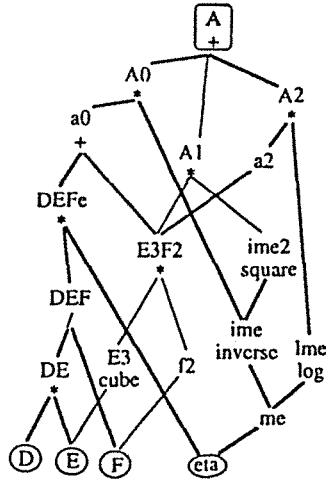 A
+
A0
*
A2
*
a0
+
A1
*
a2
DEFe
*
E3F2
*
ime2
square
DEF
/
ime
inverse
lme
log
DE
*
E3
cube
f2
me
D
E
F
eta